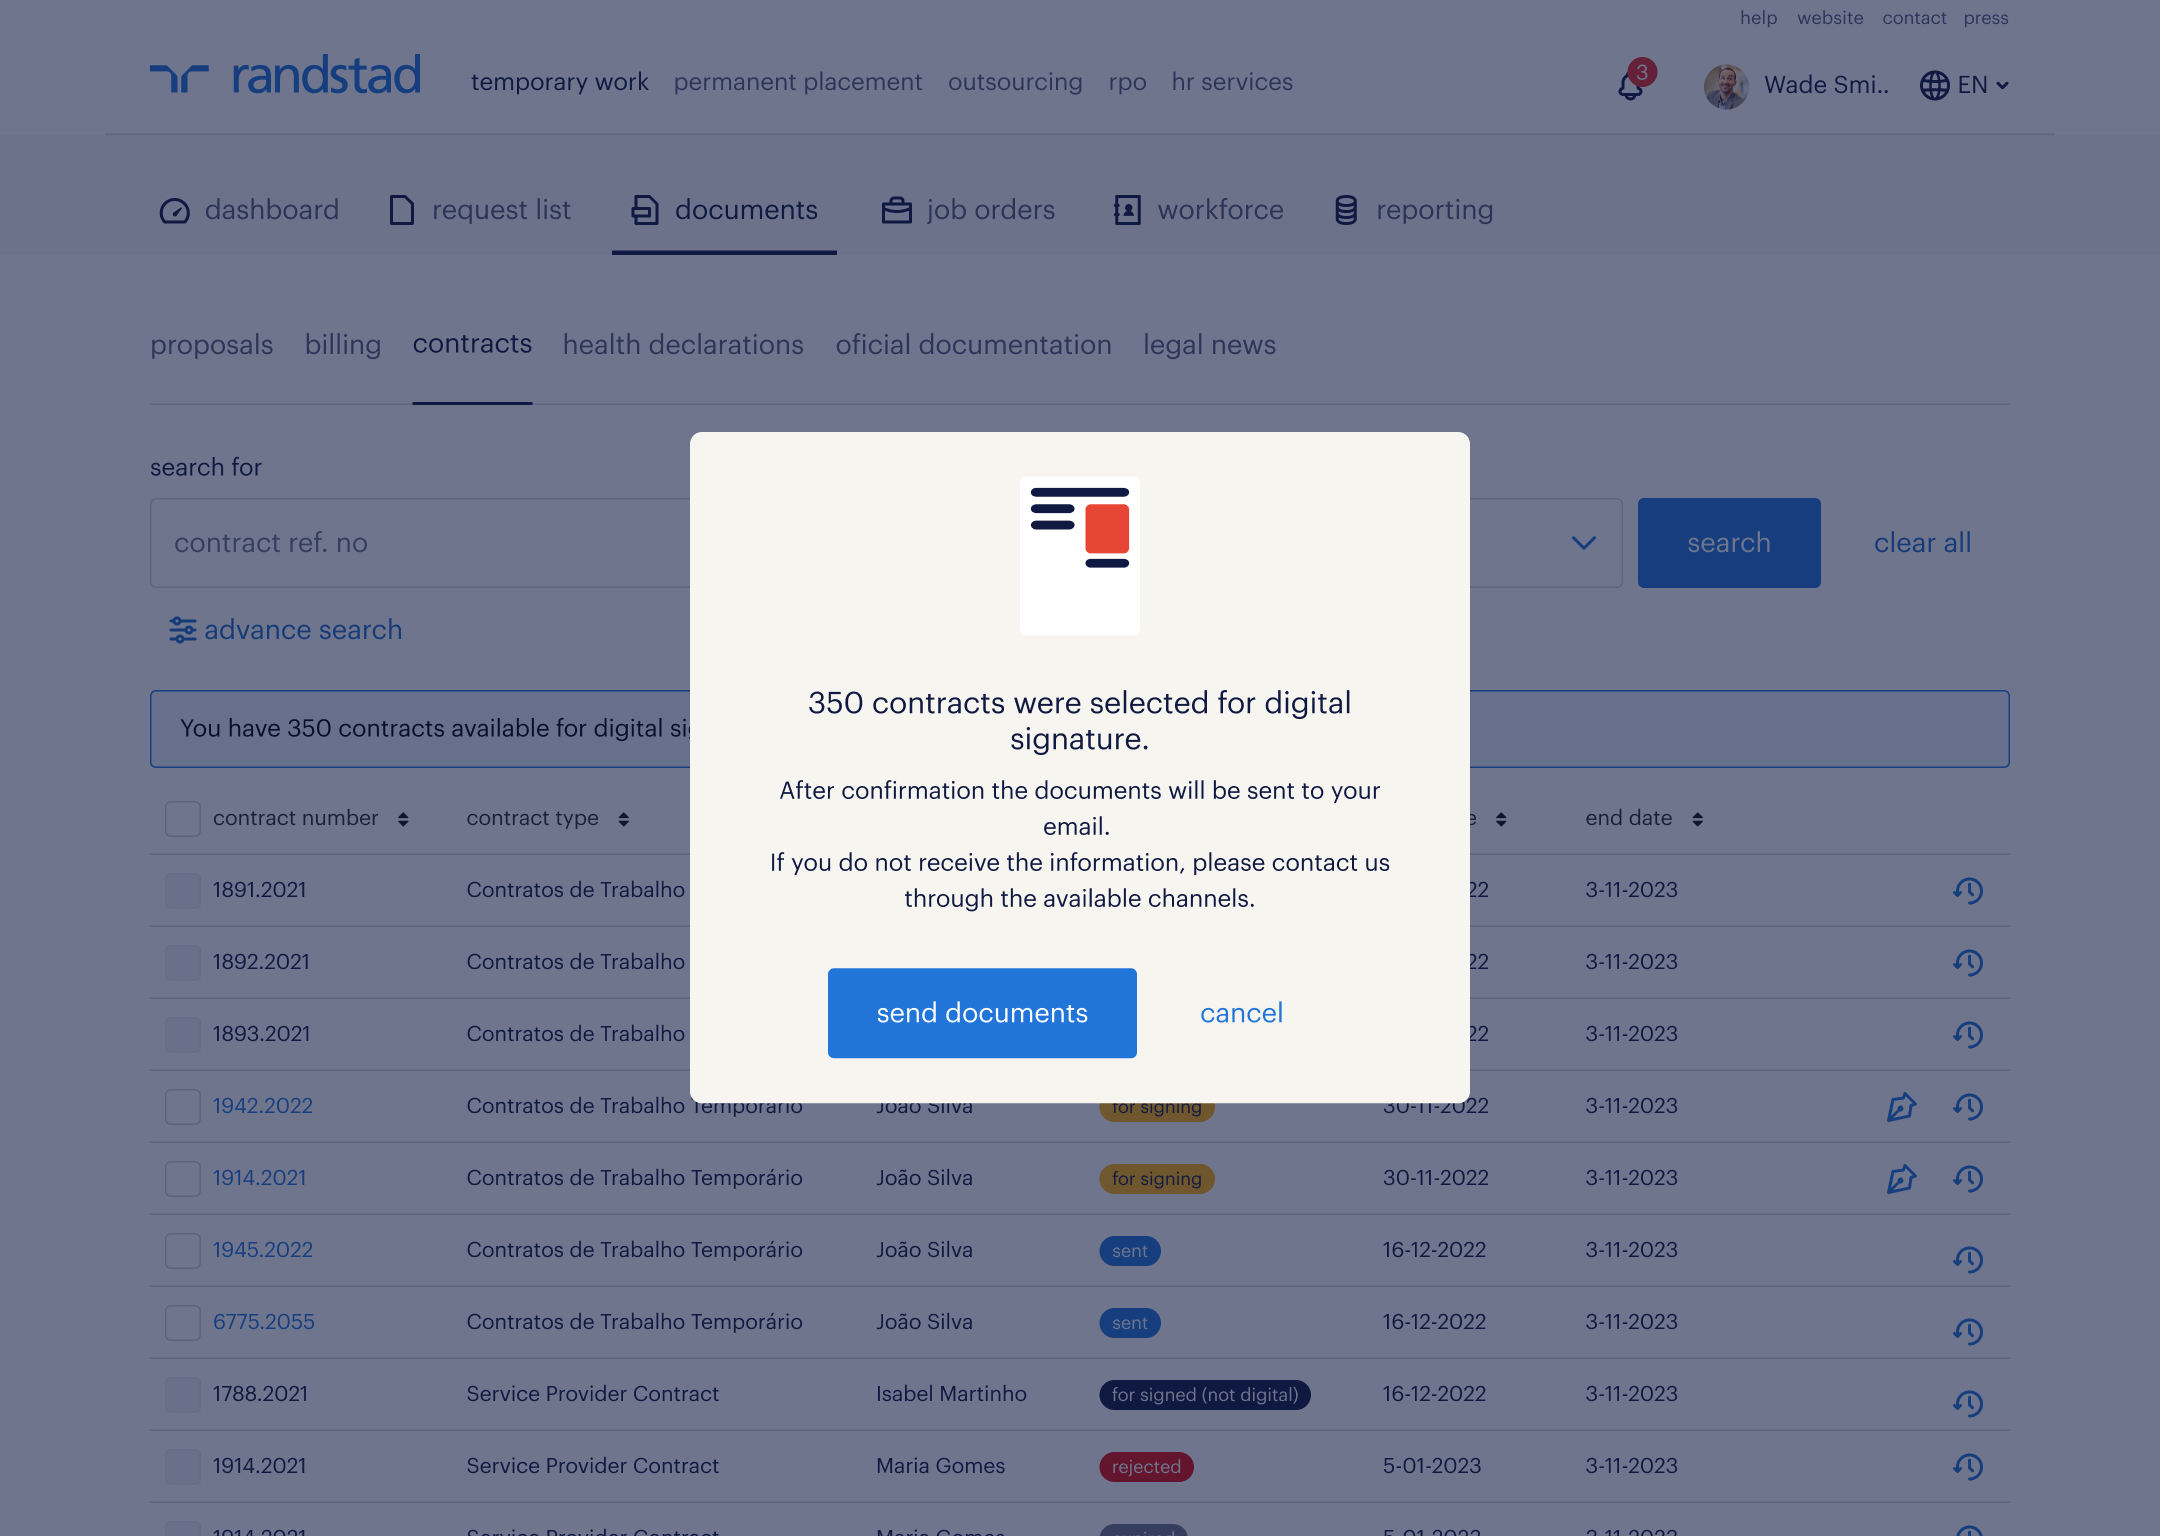 help website contact press
randstad temporary work permanent placement outsourcing rpo hr services 3 Wade Smi.. EN
dashboard request list documents job orders workforce reporting
proposals billing contracts health declarations oficial documentation legal news
search for
contract ref. no search clear all
advance search
350 contracts were selected for digital
signature.
After confirmation the documents will be sent to your
email.
If you do not receive the information, please contact us
through the available channels.
send documents cancel
You have 350 contracts available for digital
contract number contract type end date
1891.2021 Contratos de Trabalho 22 3-11-2023
1892.2021 Contratos de Trabalho 22 3-11-2023
1893.2021 Contratos de Trabalho 22 3-11-2023
1942.2022 Contratos de Trabalho Temporário João Silva for signing 30-11-2022 3-11-2023
1914.2021 Contratos de Trabalho Temporário João Silva for signing 30-11-2022 3-11-2023
1945.2022 Contratos de Trabalho Temporário João Silva sent 16-12-2022 3-11-2023
6775.2055 Contratos de Trabalho Temporário João Silva sent 16-12-2022 3-11-2023
1788.2021 Service Provider Contract Isabel Martinho for signed (not digital) 16-12-2022 3-11-2023
1914.2021 Service Provider Contract Maria Gomes rejected 5-01-2023 3-11-2023
1914.2021 Service Provider Contract Maria Gomes 5-01-2023 3-11-2023